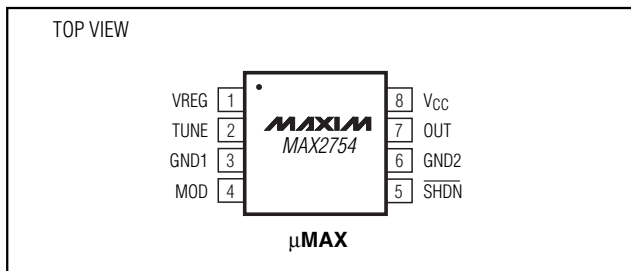 TOP VIEW
VREG 1
TUNE 2
GND1 3
MOD 4
MAXIM
MAX2754
8 VCC
7 OUT
6 GND2
5 SHDN
μMAX